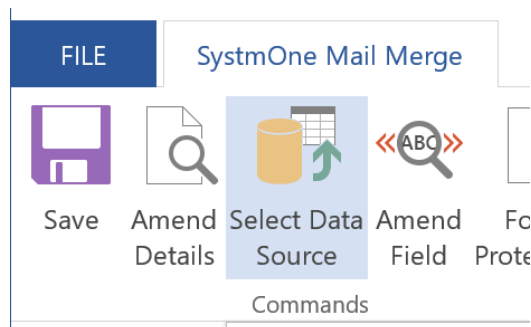 FILE
SystmOne Mail Merge
ABC
Save
Amend Details
Select Data Source
Amend Field
Commands